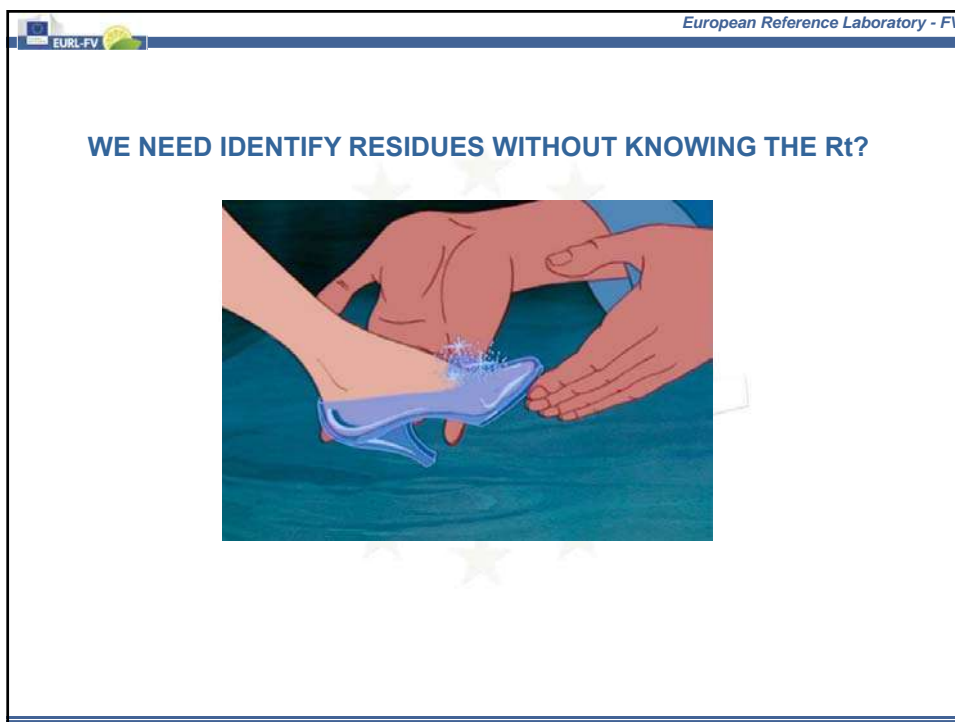 European Reference Laboratory - FV
EURL-FV
WE NEED IDENTIFY RESIDUES WITHOUT KNOWING THE Rt?